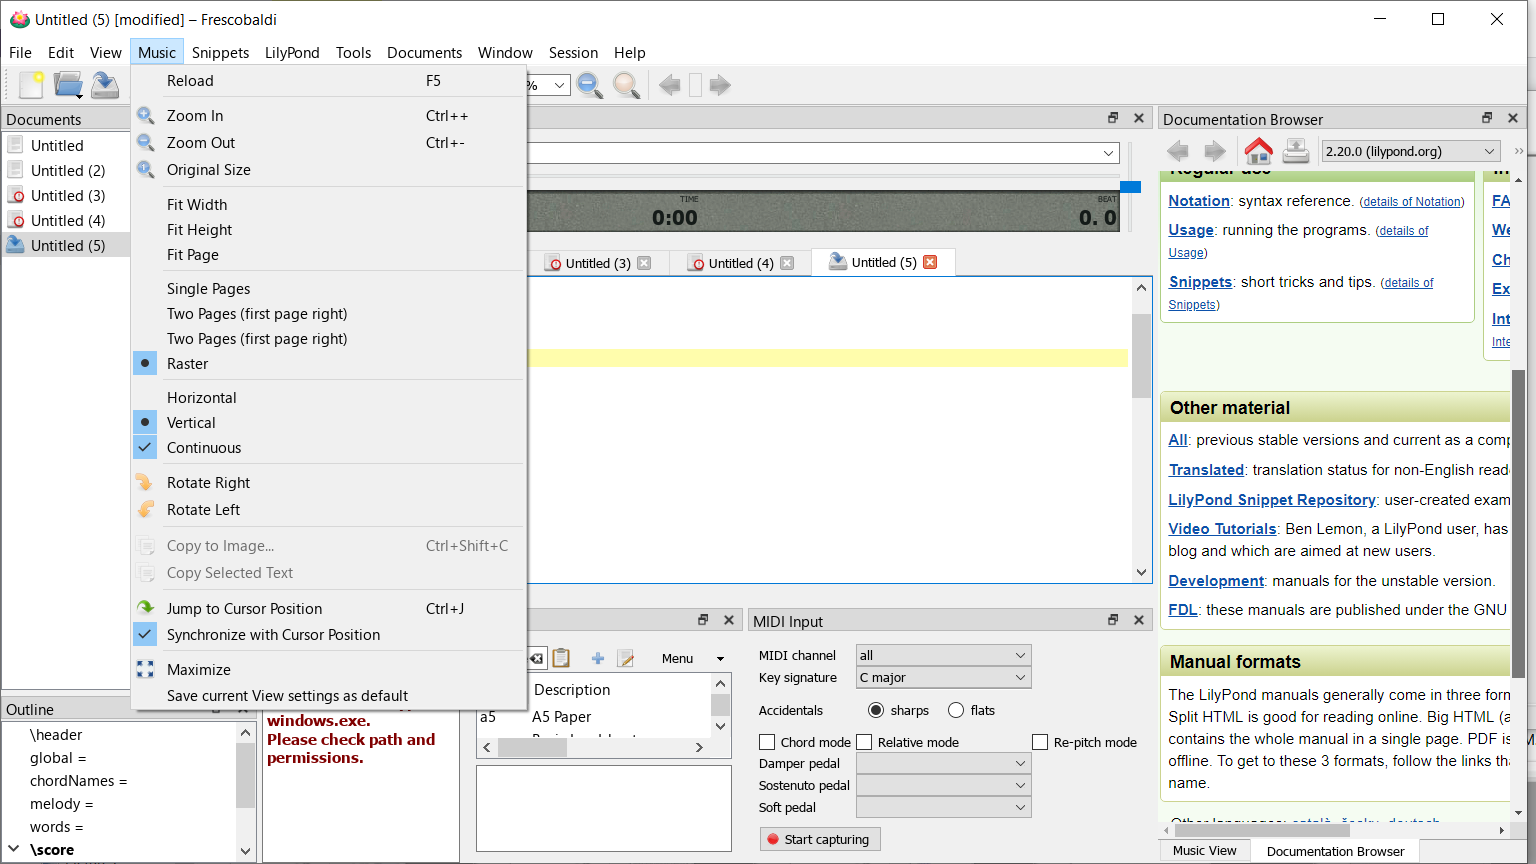 Untitled (5) [modified] – Frescobaldi
File Edit View Music Snippets LilyPond Tools Documents Window Session Help
%
Documents
Untitled
Untitled (2)
Untitled (3)
Untitled (4)
Untitled (5)
Reload F5
Zoom In Ctrl++
Zoom Out Ctrl+-
Original Size
Fit Width
Fit Height
Fit Page
Single Pages
Two Pages (first page right)
Two Pages (first page right)
Raster
Horizontal
Vertical
Continuous
Rotate Right
Rotate Left
Copy to Image... Ctrl+Shift+C
Copy Selected Text
Jump to Cursor Position Ctrl+J
Synchronize with Cursor Position
Maximize
Save current View settings as default
TIME BEAT
0:00 0. 0
Untitled (3) Untitled (4) Untitled (5)
Outline
\header
global =
chordNames =
melody =
words =
\score
windows.exe.
Please check path and
permissions.
Menu
Description
a5 A5 Paper
MIDI Input
MIDI channel all
Key signature C major
Accidentals sharps flats
Chord mode Relative mode Re-pitch mode
Damper pedal
Sostenuto pedal
Soft pedal
Start capturing
Documentation Browser
2.20.0 (lilypond.org) »
Regular use In
Notation: syntax reference. (details of Notation)
Usage: running the programs. (details of
Usage)
Snippets: short tricks and tips. (details of
Snippets)
FA
We
Ch
Ex
Int
Inte
Other material
All: previous stable versions and current as a comp
Translated: translation status for non-English read
LilyPond Snippet Repository: user-created exam
Video Tutorials: Ben Lemon, a LilyPond user, has
blog and which are aimed at new users.
Development: manuals for the unstable version.
FDL: these manuals are published under the GNU
Manual formats
The LilyPond manuals generally come in three form
Split HTML is good for reading online. Big HTML (a
contains the whole manual in a single page. PDF is
offline. To get to these 3 formats, follow the links tha
name.
Other languages: català, česky, deutsch
Music View Documentation Browser